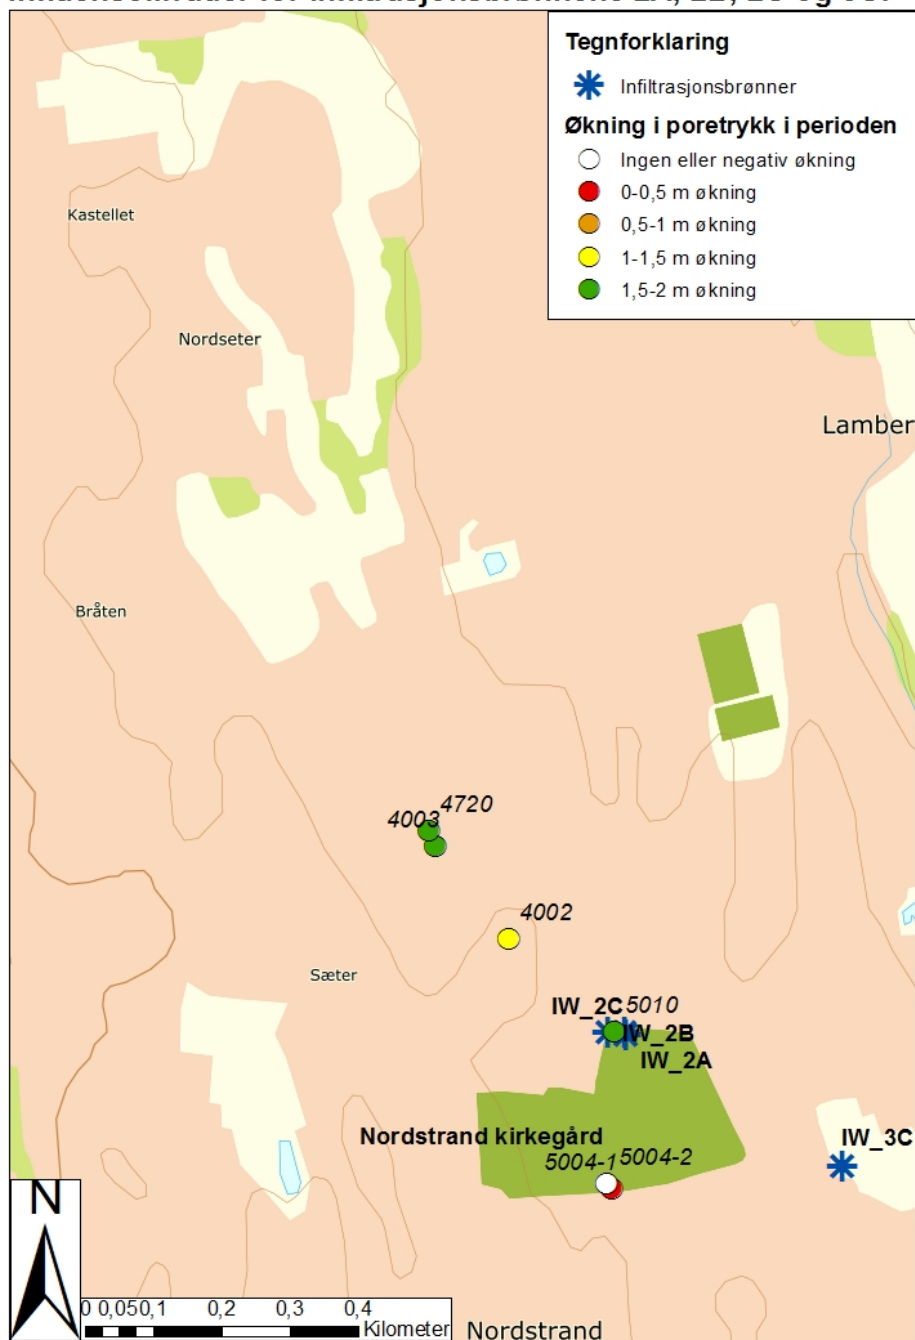 Tegnforklaring
Infiltrasjonsbrønner
Økning i poretrykk i perioden
Ingen eller negativ økning
0-0,5 m økning
0,5-1 m økning
1-1,5 m økning
1,5-2 m økning
Kastellet
Nordseter
Lamber
Bråten
4720
4003
4002
Sæter
IW_2C 5010
IW_2B
IW_2A
Nordstrand kirkegård
IW_3C
5004-1 5004-2
N
0 0,05 0,1 0,2 0,3 0,4
Kilometer
Nordstrand